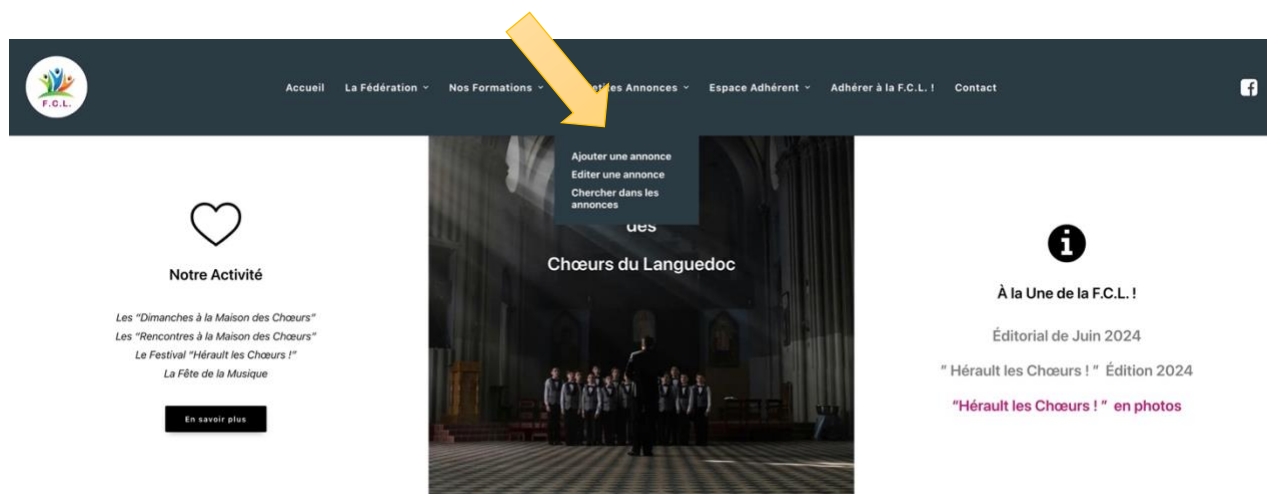 F.C.L.
Accueil La Fédération Nos Formations Annonces Espace Adhérent Adhérer à la F.C.L. ! Contact
Ajouter une annonce
Editer une annonce
Chercher dans les
annonces
des
Chœurs du Languedoc
Notre Activité
Les "Dimanches à la Maison des Chœurs"
Les "Rencontres à la Maison des Chœurs"
Le Festival "Hérault les Chœurs !"
La Fête de la Musique
En savoir plus
À la Une de la F.C.L. !
Éditorial de Juin 2024
" Hérault les Chœurs ! " Édition 2024
"Hérault les Chœurs ! " en photos